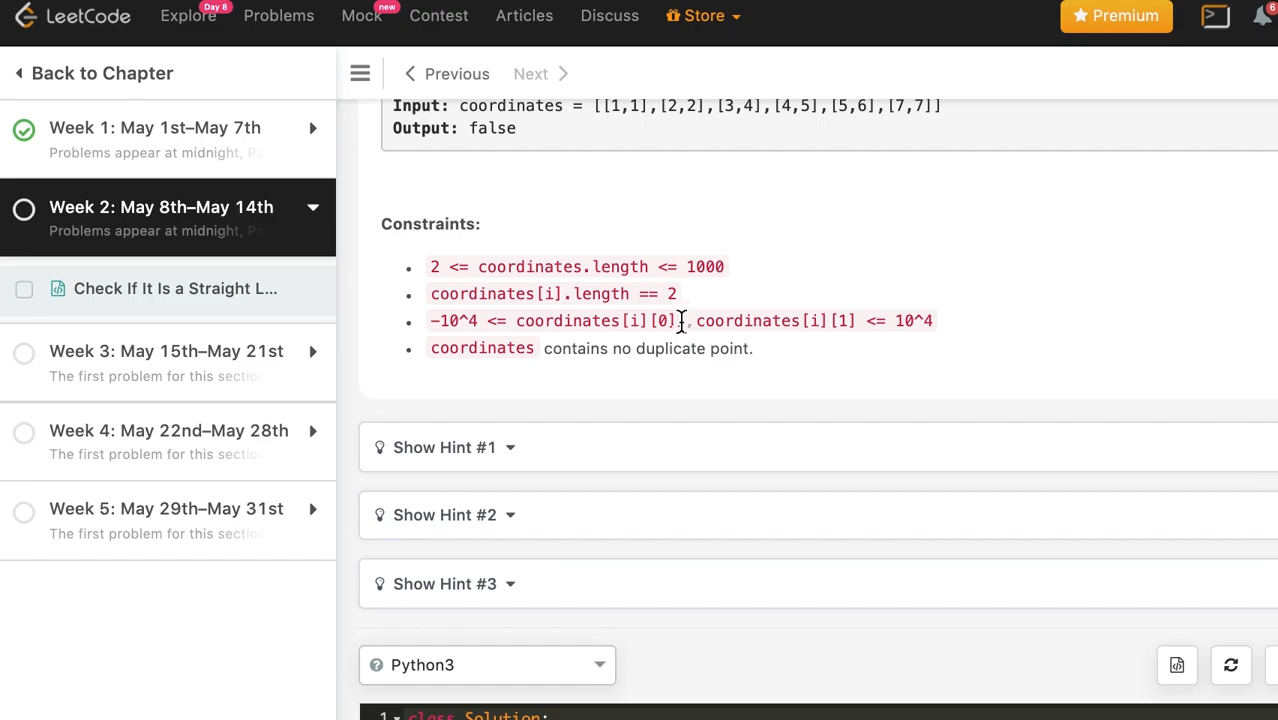 LeetCode
Explore
Day 8
Problems
Mock
new
Contest
Articles
Discuss
Store
Premium
6
Back to Chapter
Previous
Next
Week 1: May 1st–May 7th
Problems appear at midnight, Pa
Week 2: May 8th–May 14th
Problems appear at midnight, Pa
Check If It Is a Straight L...
Week 3: May 15th–May 21st
The first problem for this section
Week 4: May 22nd–May 28th
The first problem for this section
Week 5: May 29th–May 31st
The first problem for this section
Input: coordinates = [[1,1],[2,2],[3,4],[4,5],[5,6],[7,7]]
Output: false
Constraints:
2 <= coordinates.length <= 1000
coordinates[i].length == 2
-10^4 <= coordinates[i][0], coordinates[i][1] <= 10^4
coordinates contains no duplicate point.
Show Hint #1
Show Hint #2
Show Hint #3
Python3
1 class Solution: